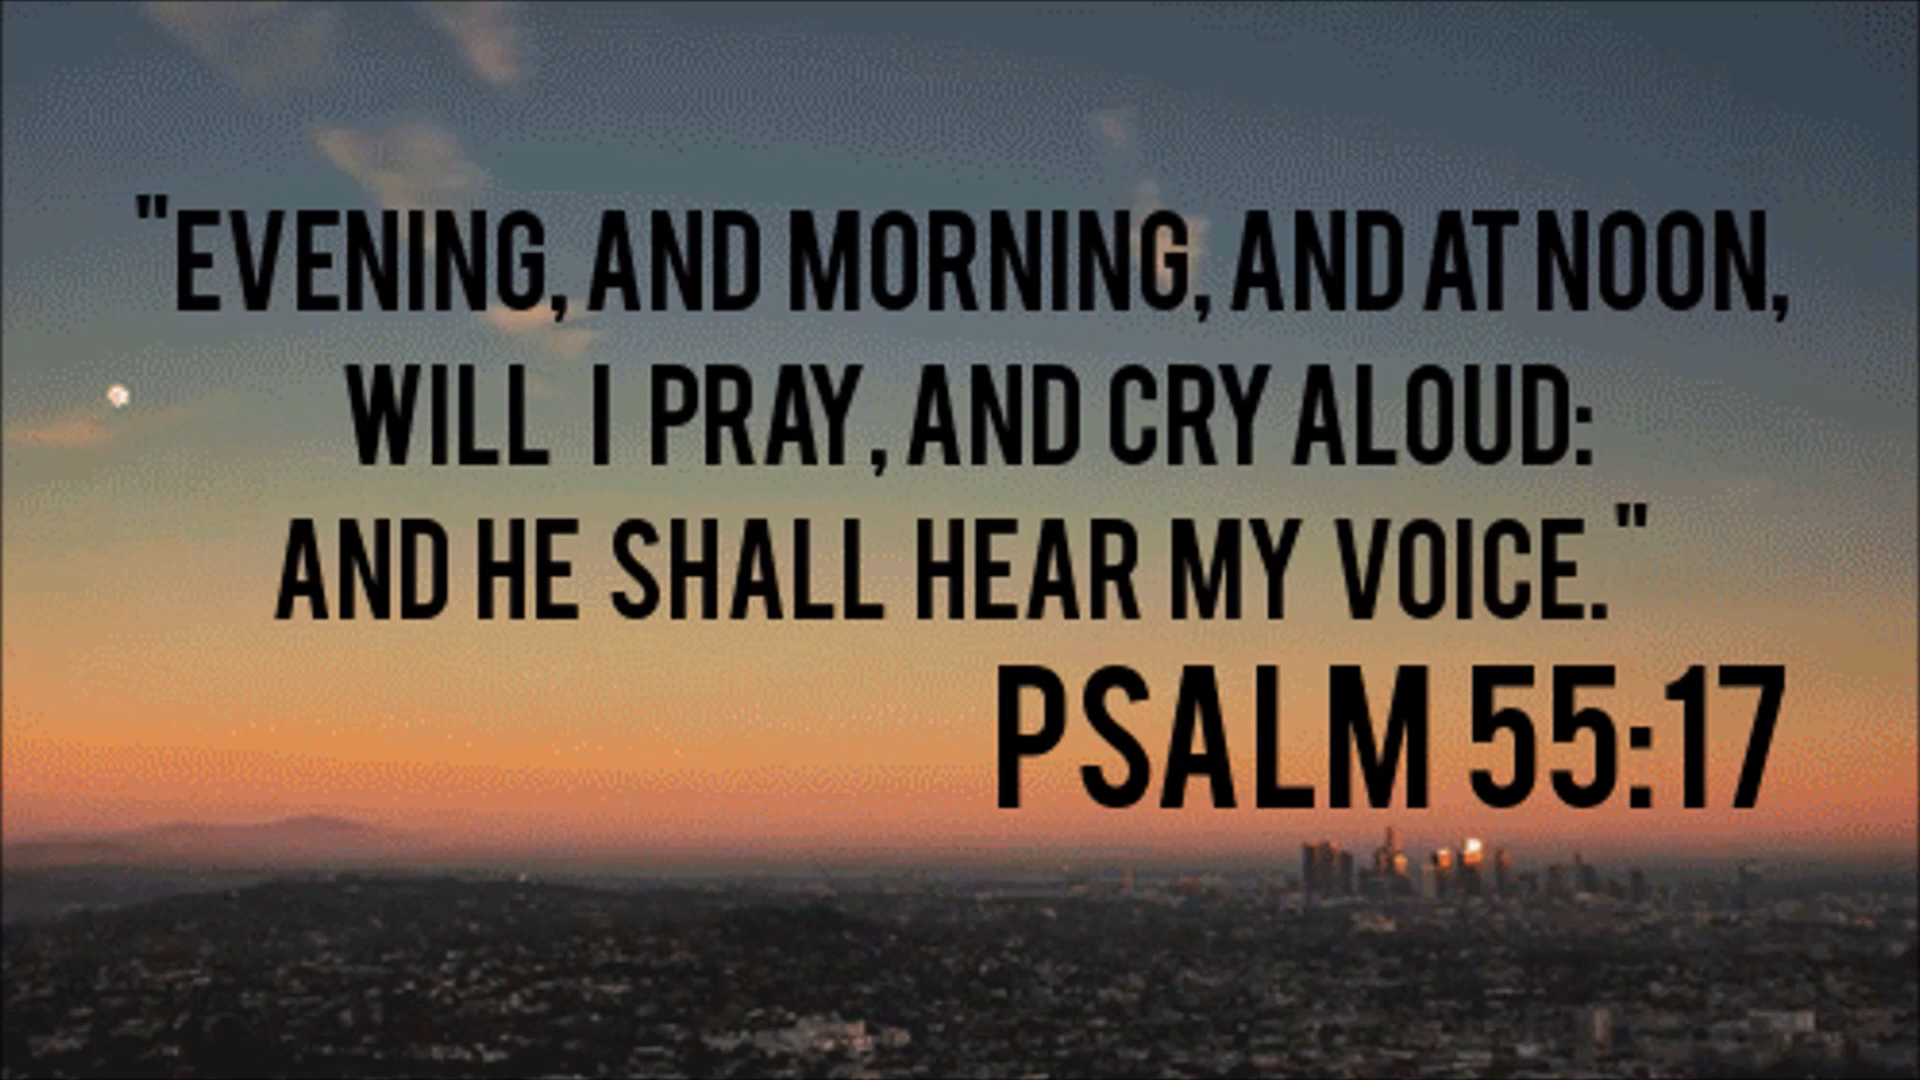 "EVENING, AND MORNING, AND AT NOON,
WILL I PRAY, AND CRY ALOUD:
AND HE SHALL HEAR MY VOICE."
PSALM 55:17